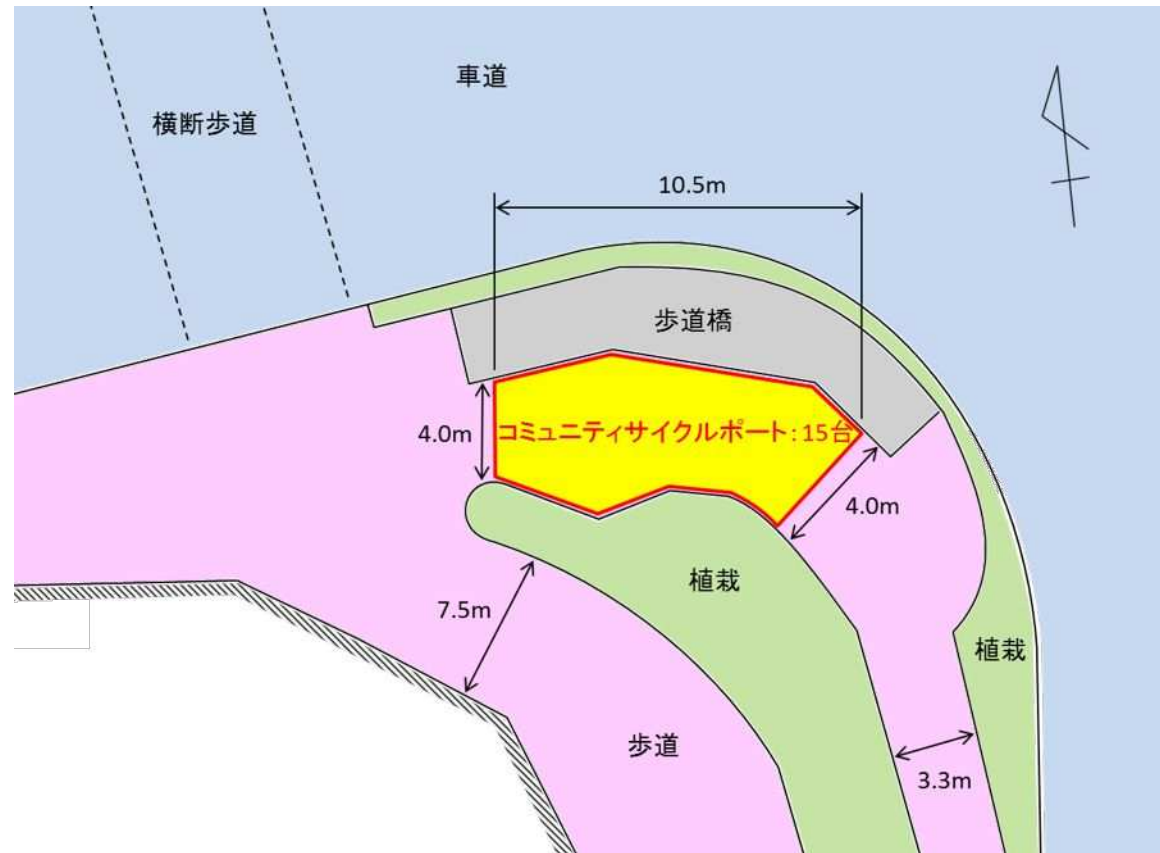 車道
横断歩道
10.5m
歩道橋
4.0m
コミュニティサイクルポート:15台
4.0m
植栽
7.5m
植栽
歩道
3.3m